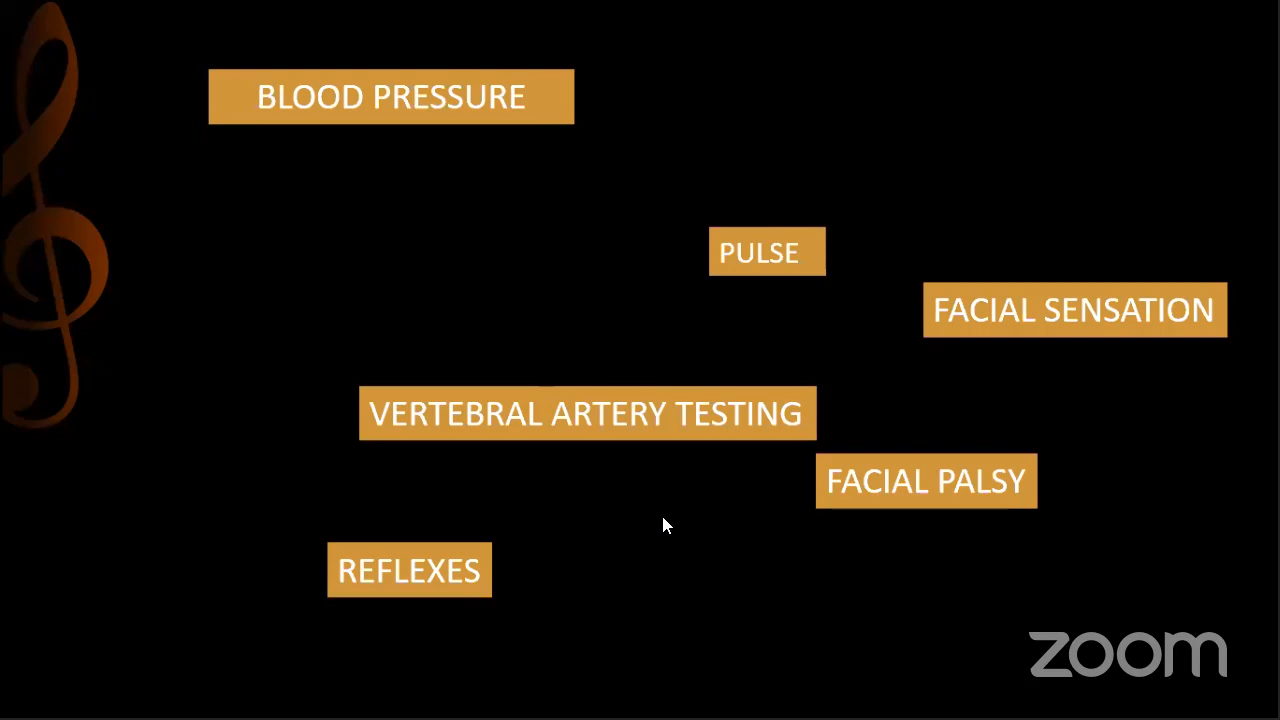 BLOOD PRESSURE
PULSE
FACIAL SENSATION
VERTEBRAL ARTERY TESTING
FACIAL PALSY
REFLEXES
zoom